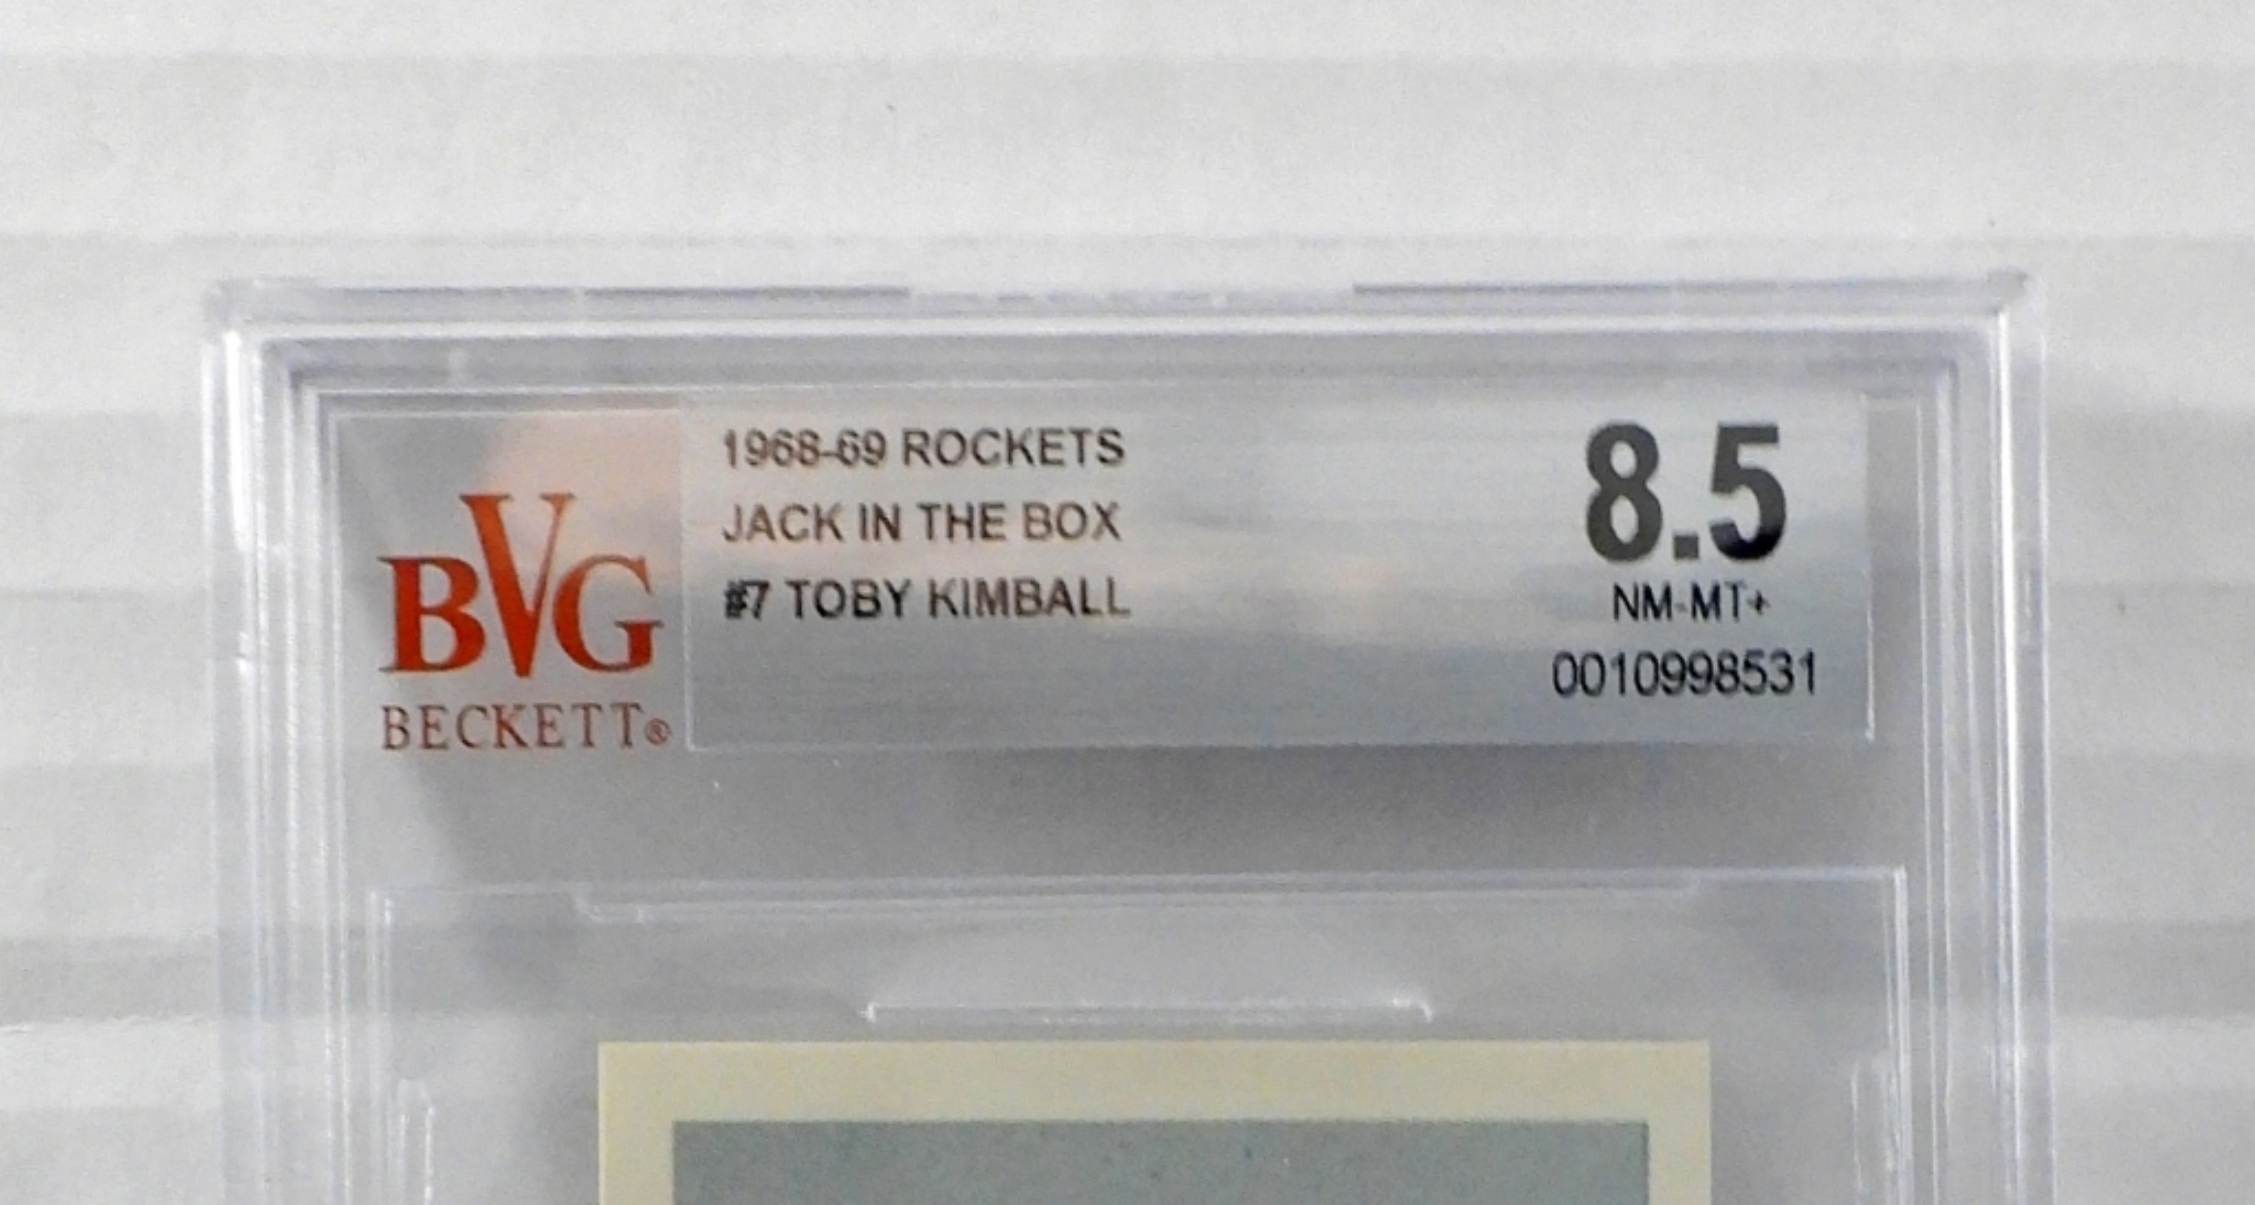 BVG
BECKETT®
1968-69 ROCKETS
JACK IN THE BOX
#7 TOBY KIMBALL
8.5
NM-MT+
0010998531